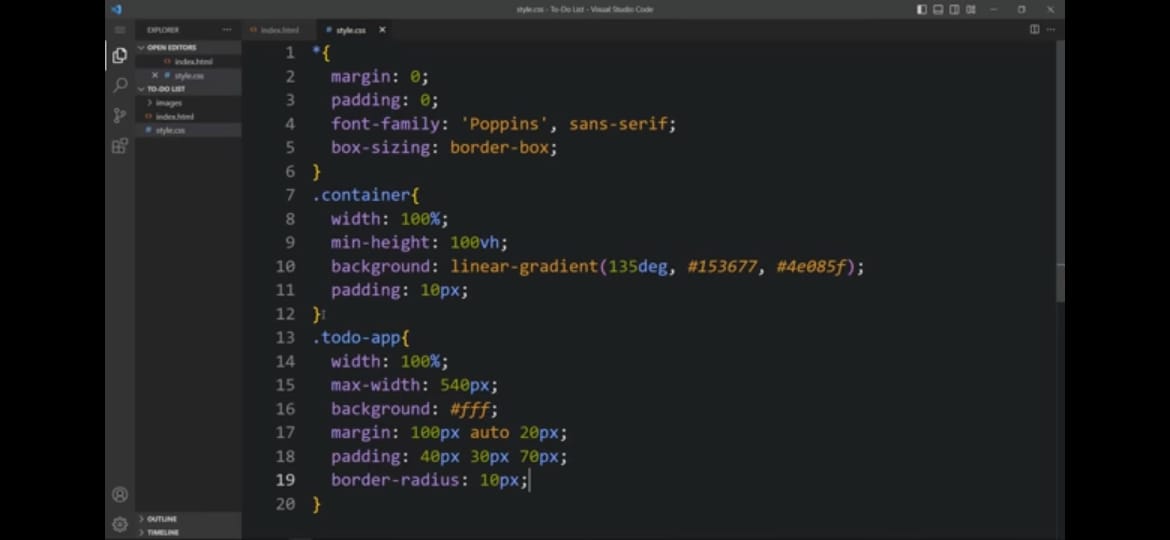 style.css - To-Do List - Visual Studio Code
EXPLORER
OPEN EDITORS
index.html
style.css
TO-DO LIST
images
index.html
style.css
OUTLINE
TIMELINE
index.html
style.css
1 *{
2 margin: 0;
3 padding: 0;
4 font-family: 'Poppins', sans-serif;
5 box-sizing: border-box;
6 }
7 .container{
8 width: 100%;
9 min-height: 100vh;
10 background: linear-gradient(135deg, #153677, #4e085f);
11 padding: 10px;
12 }
13 .todo-app{
14 width: 100%;
15 max-width: 540px;
16 background: #fff;
17 margin: 100px auto 20px;
18 padding: 40px 30px 70px;
19 border-radius: 10px;
20 }